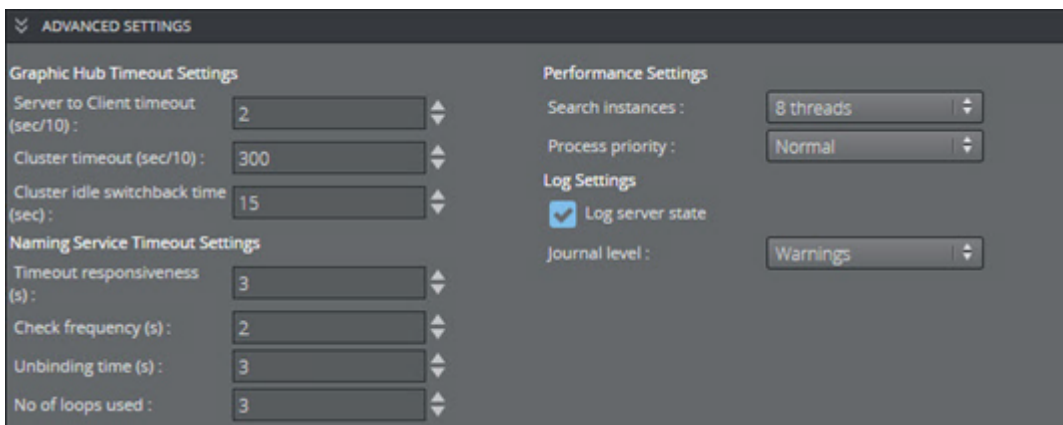 ADVANCED SETTINGS
Graphic Hub Timeout Settings
Server to Client timeout
(sec/10) :
2
Cluster timeout (sec/10) :
300
Cluster idle switchback time
(sec) :
15
Naming Service Timeout Settings
Timeout responsiveness
(s) :
3
Check frequency (s) :
2
Unbinding time (s) :
3
No of loops used :
3
Performance Settings
Search instances :
8 threads
Process priority :
Normal
Log Settings
Log server state
Journal level :
Warnings